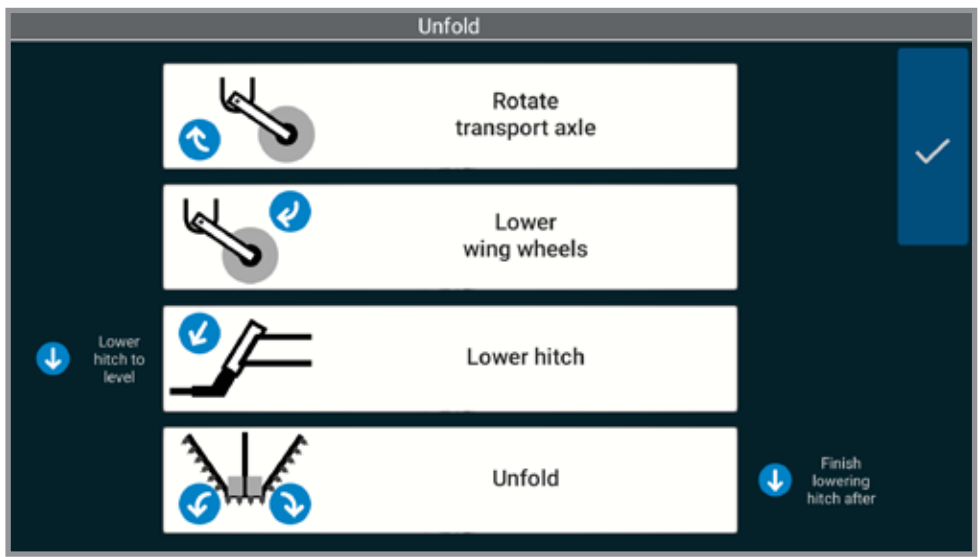 Unfold
Rotate
transport axle
Lower
wing wheels
Lower
hitch to
level
Lower hitch
Unfold
Finish
lowering
hitch after